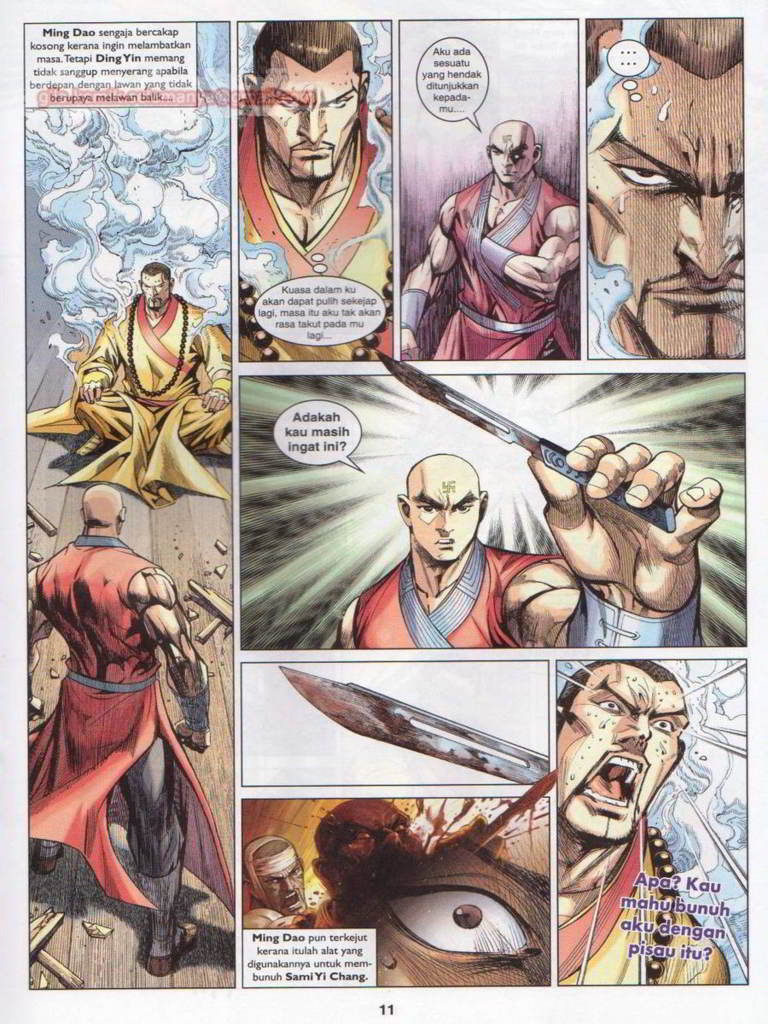 Ming Dao sengaja bercakap
kosong kerana ingin melambatkan
masa. Tetapi Ding Yin memang
tidak sanggup menyerang apabila
berdepan dengan lawan yang tidak
berupaya melawan balik...
Kuasa dalam ku
akan dapat pulih sekejap
lagi, masa itu aku tak akan
rasa takut pada mu
lagi....
Aku ada
sesuatu
yang hendak
ditunjukkan
kepada-
mu....
...
...
Adakah
kau masih
ingat ini?
Ming Dao pun terkejut
kerana itulah alat yang
digunakannya untuk mem-
bunuh Sami Yi Chang.
Apa? Kau
mahu bunuh
aku dengan
pisau itu?
11